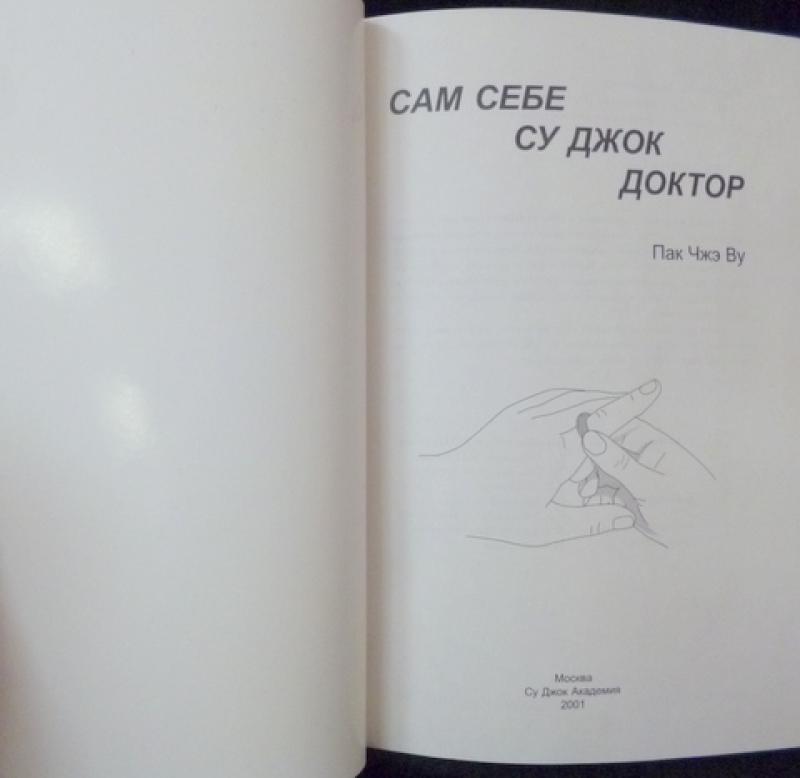 САМ СЕБЕ
СУ ДЖОК
ДОКТОР
Пак Чжэ Ву
Москва
Су Джок Академия
2001